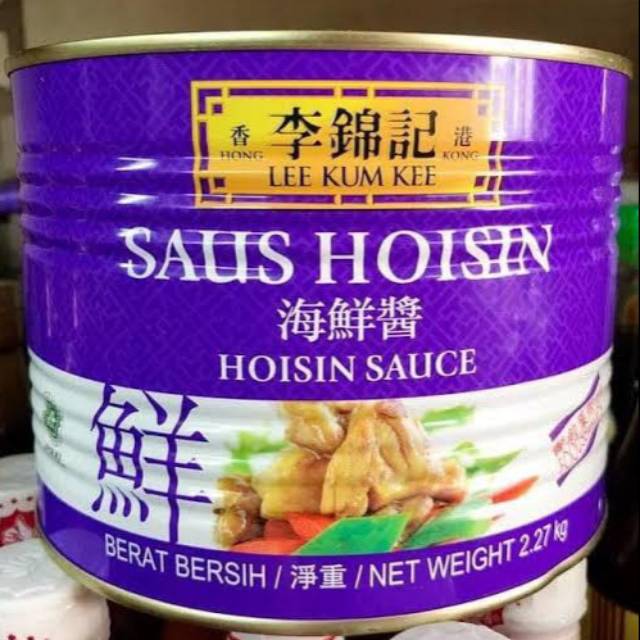 香 李錦記 港
HONG KONG
LEE KUM KEE
SAUS HOISIN
海鮮醬
HOISIN SAUCE
鮮
BERAT BERSIH / 淨重 / NET WEIGHT 2.27 kg